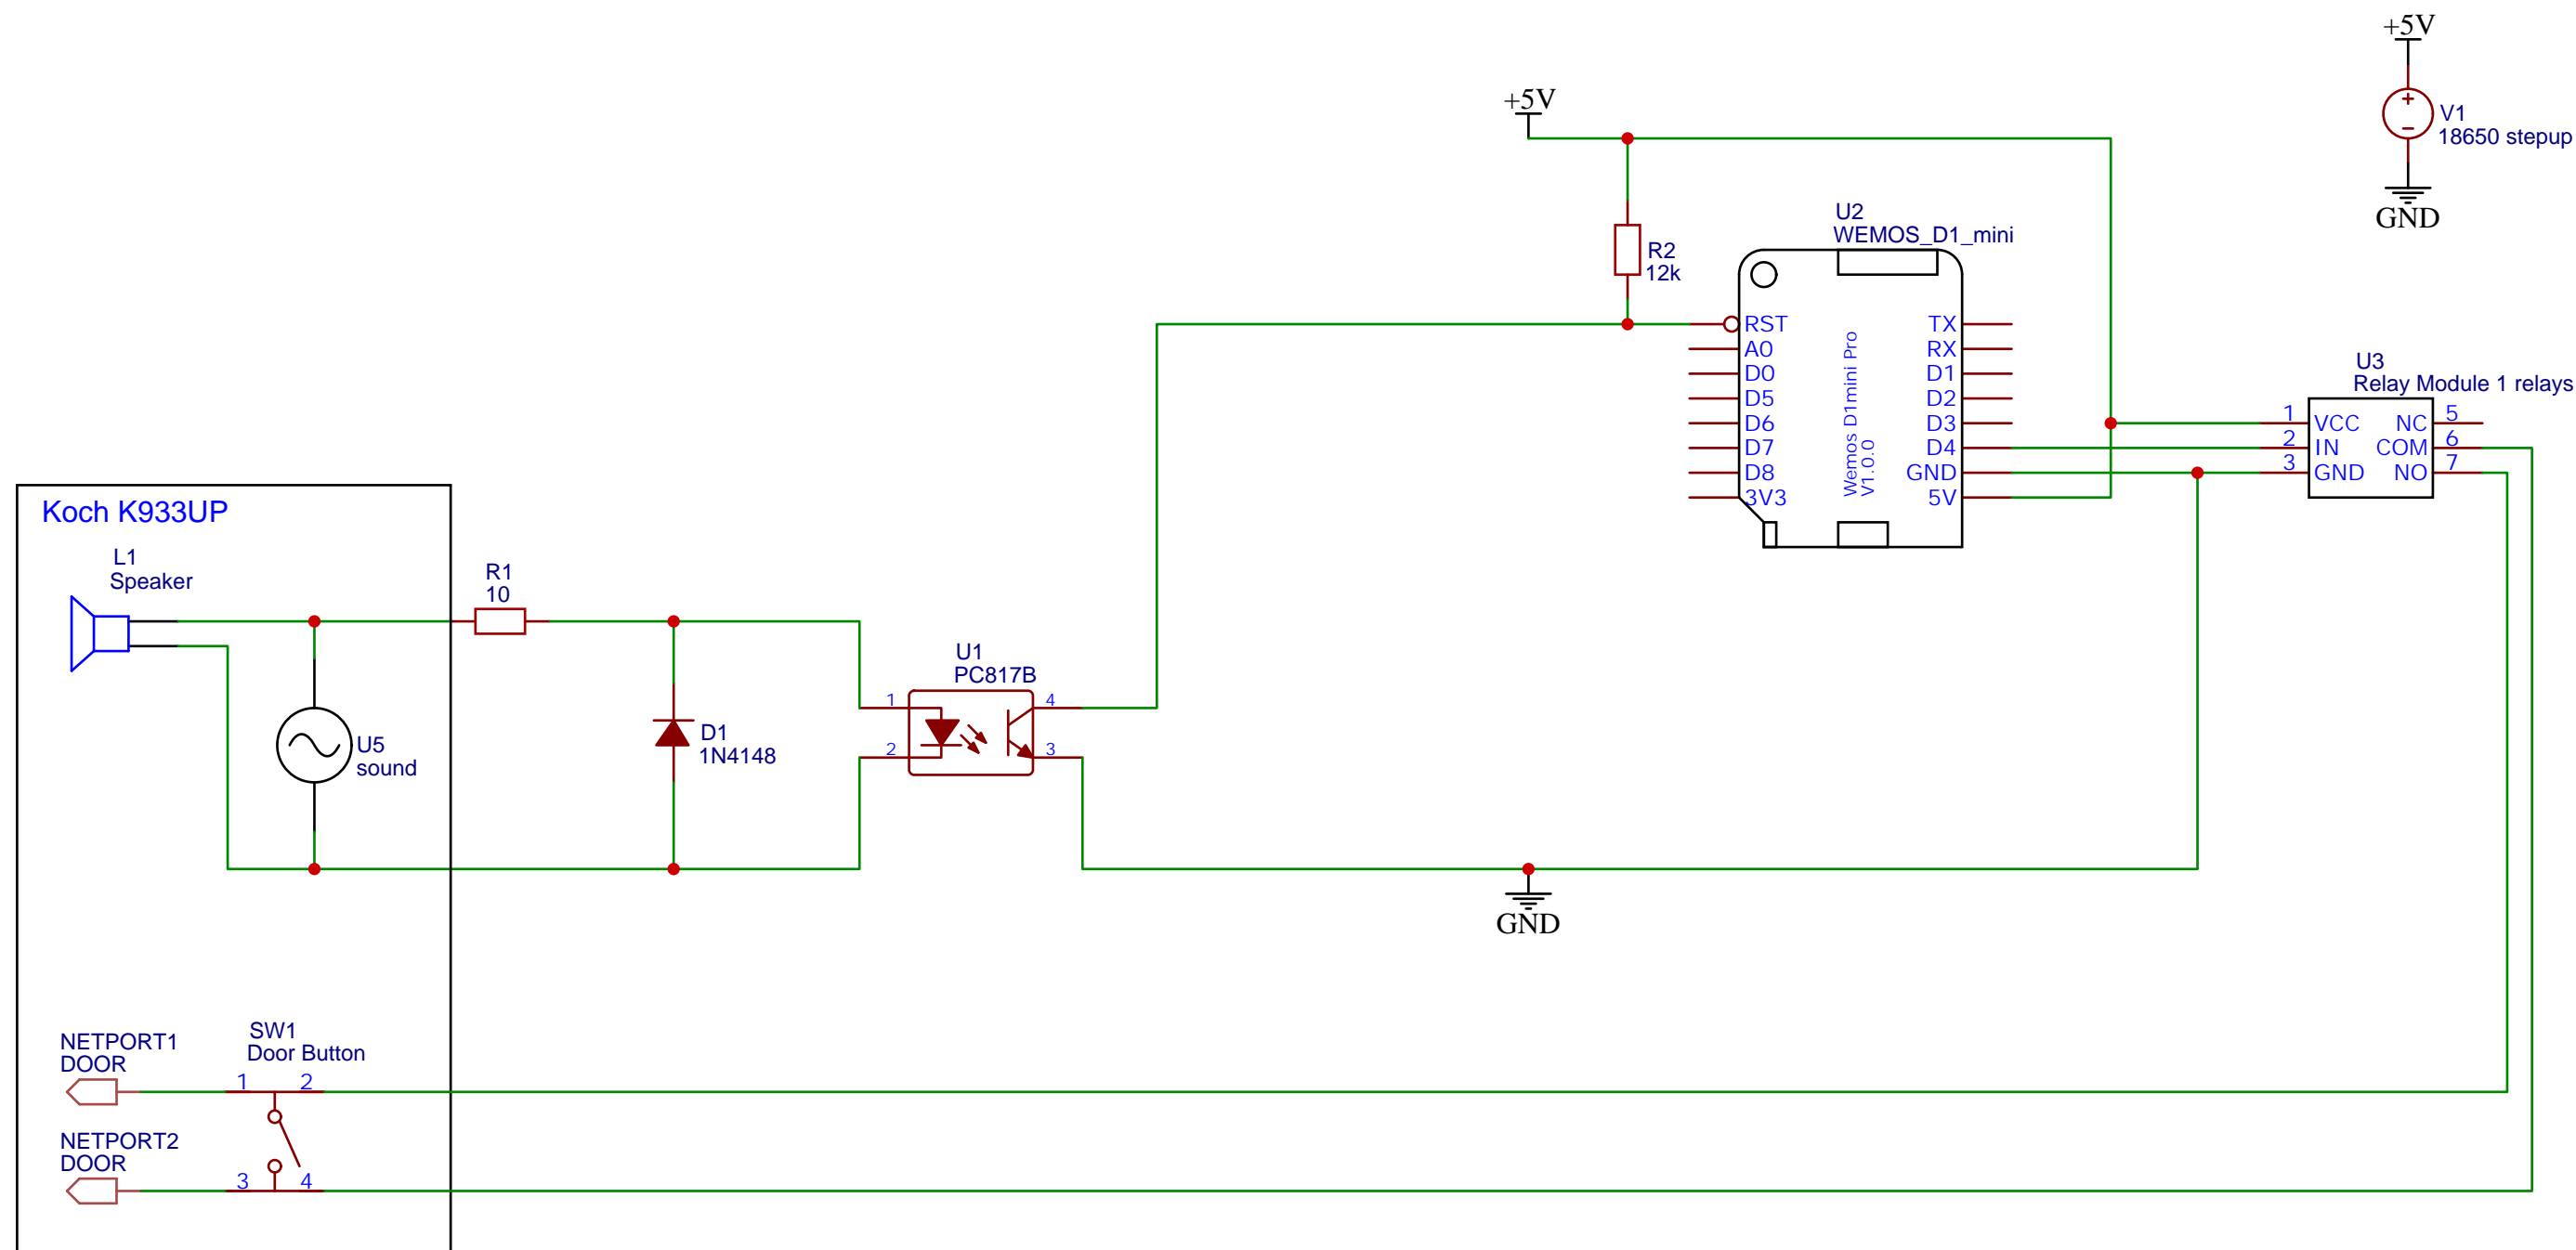 +5V
V1
18650 stepup
GND
+5V
R2
12k
U2
WEMOS_D1_mini
RST
A0
D0
D5
D6
D7
D8
3V3
Wemos D1mini Pro
V1.0.0
TX
RX
D1
D2
D3
D4
GND
5V
U3
Relay Module 1 relays
1
2
3
VCC
IN
GND
NC
COM
NO
5
6
7
Koch K933UP
L1
Speaker
U5
sound
R1
10
D1
1N4148
U1
PC817B
1
2
4
3
GND
NETPORT1
DOOR
NETPORT2
DOOR
SW1
Door Button
1 2
3 4